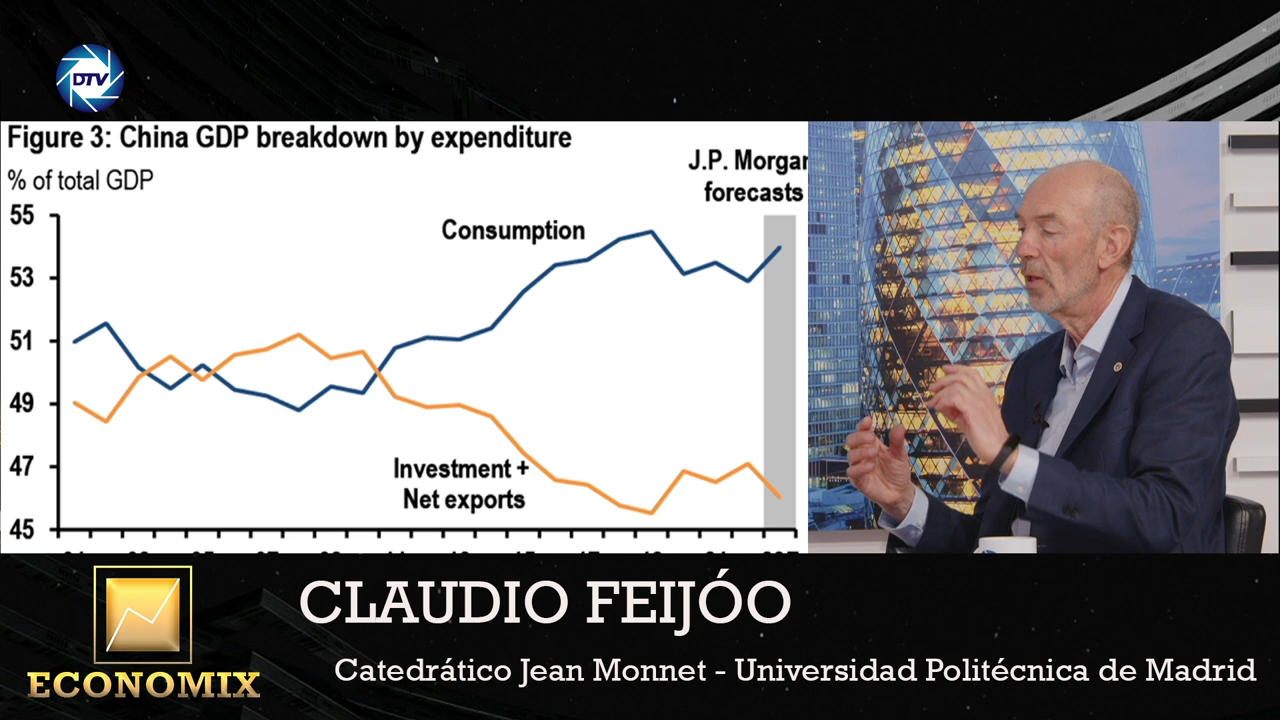 DTV
Figure 3: China GDP breakdown by expenditure
% of total GDP
J.P. Morgan
forecasts
55
Consumption
53
51
49
47
Investment +
Net exports
45
CLAUDIO FEIJÓO
ECONOMIX
Catedrático Jean Monnet - Universidad Politécnica de Madrid